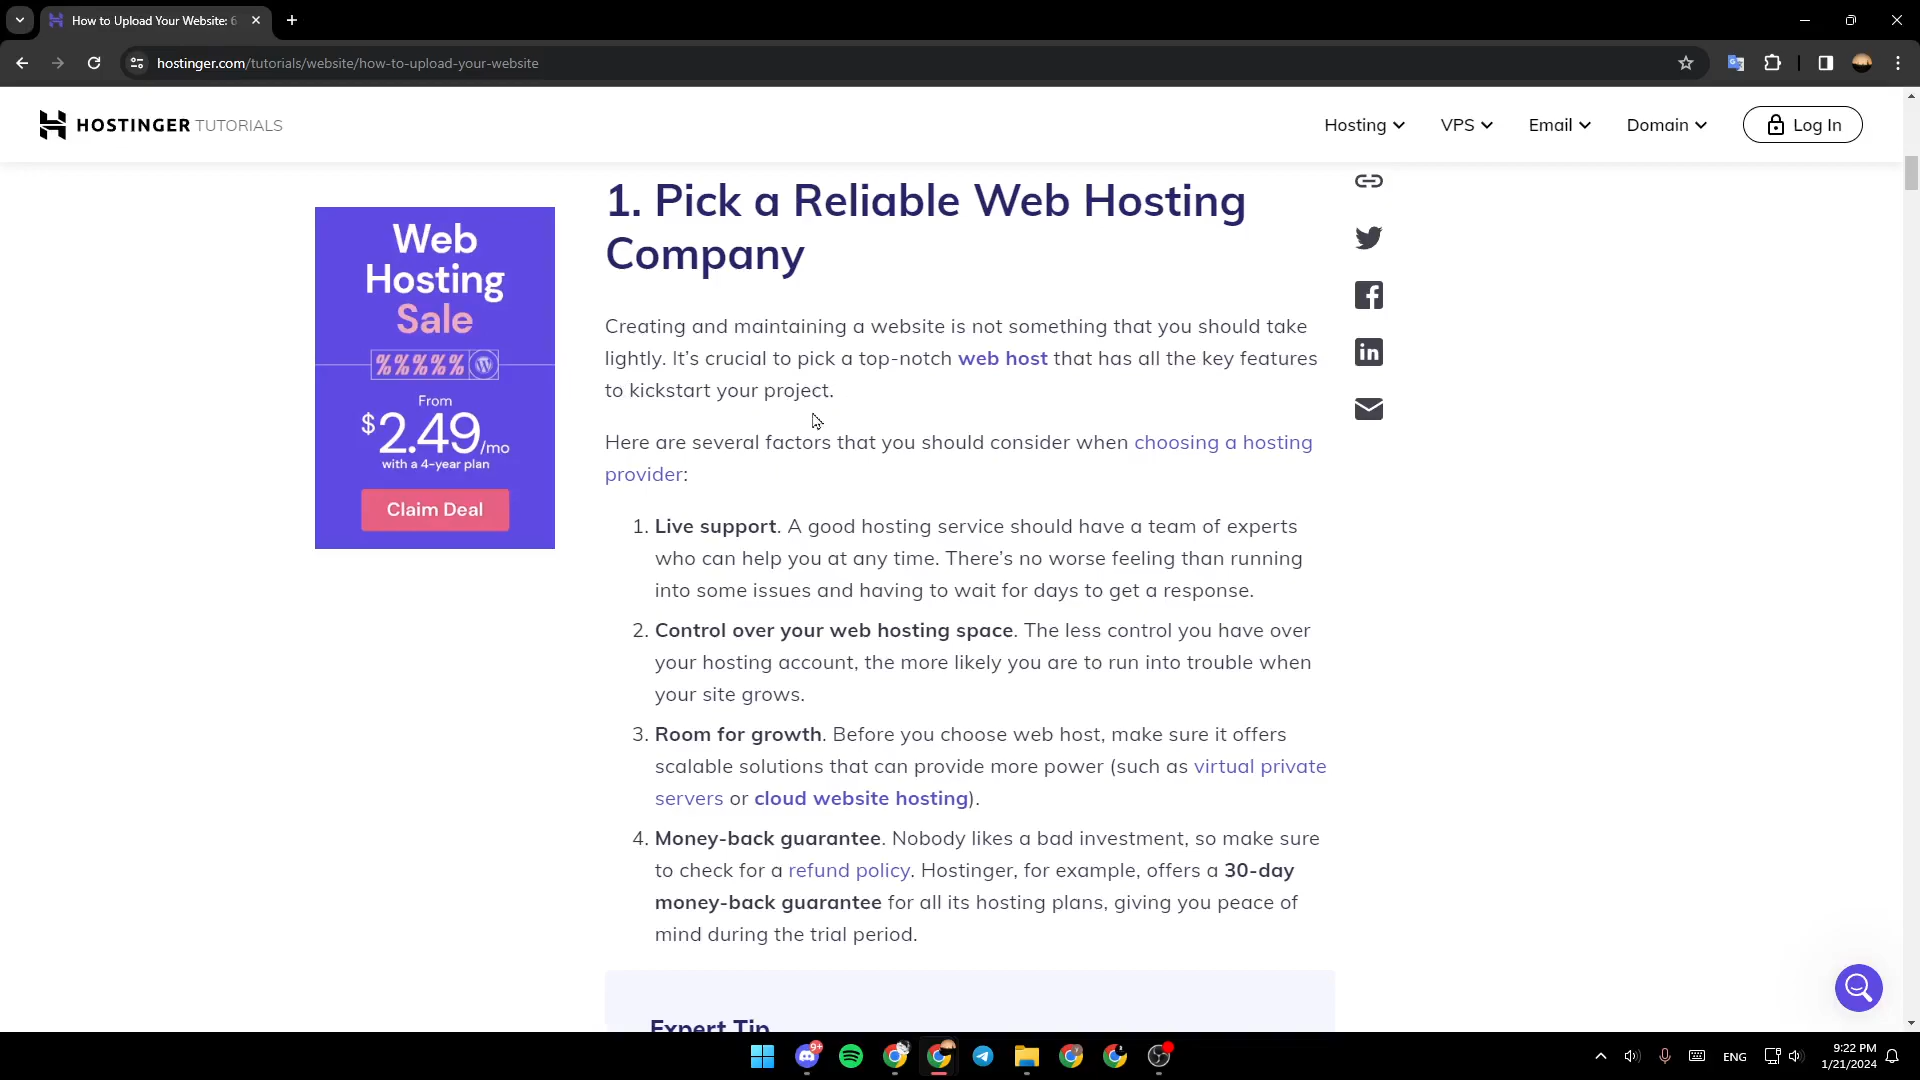 How to Upload Your Website: 6
hostinger.com/tutorials/website/how-to-upload-your-website
HOSTINGER TUTORIALS
Hosting
VPS
Email
Domain
Log In
Web
Hosting
Sale
%%%%%
From
$2.49/mo
with a 4-year plan
Claim Deal
1. Pick a Reliable Web Hosting
Company
Creating and maintaining a website is not something that you should take
lightly. It’s crucial to pick a top-notch web host that has all the key features
to kickstart your project.
Here are several factors that you should consider when choosing a hosting
provider:
1. Live support. A good hosting service should have a team of experts
who can help you at any time. There’s no worse feeling than running
into some issues and having to wait for days to get a response.
2. Control over your web hosting space. The less control you have over
your hosting account, the more likely you are to run into trouble when
your site grows.
3. Room for growth. Before you choose web host, make sure it offers
scalable solutions that can provide more power (such as virtual private
servers or cloud website hosting).
4. Money-back guarantee. Nobody likes a bad investment, so make sure
to check for a refund policy. Hostinger, for example, offers a 30-day
money-back guarantee for all its hosting plans, giving you peace of
mind during the trial period.
Expert Tip
9+
ENG
9:22 PM
1/21/2024